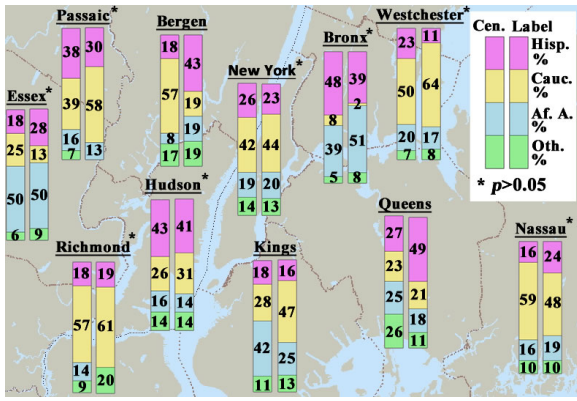 Passaic*
38 30
39 58
16 13
7
Bergen
18 43
57 19
8 19
17 19
Westchester*
23 11
50 64
20 17
7 8
Cen. Label
Hisp.
%
Cauc.
%
Af. A.
%
Oth.
%
* p>0.05
Bronx*
48 39
8 2
39 51
5 8
New York*
26 23
42 44
19 20
14 13
Essex*
18 28
25 13
50 50
6 9
Hudson*
43 41
26 31
16 14
14 14
Queens
27 49
23 21
25 18
26 11
Richmond*
18 19
57 61
14 20
9
Kings
18 16
28 47
42 25
11 13
Nassau*
16 24
59 48
16 19
10 10